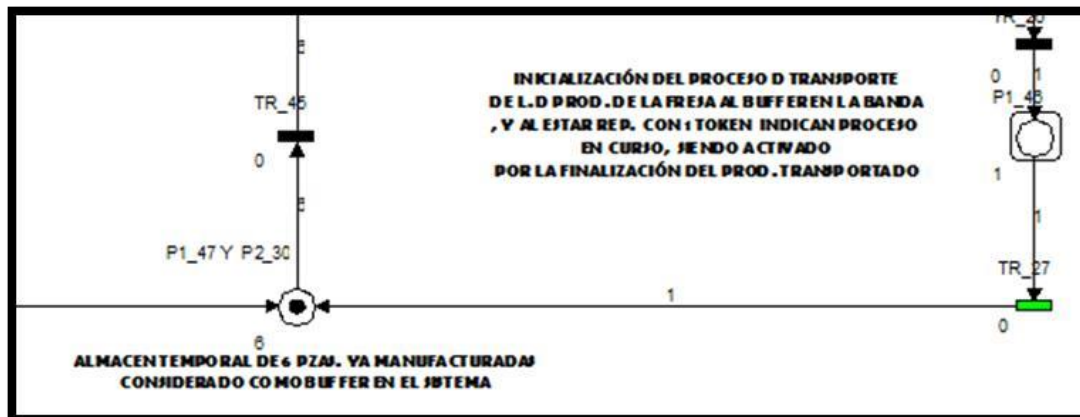 INICIALIZACIÓN DEL PROCESO D TRANSPORTE
DE L.D PROD. DE LA FRESA AL BUFFER EN LA BANDA
, Y AL ESTAR REP. CON 1 TOKEN INDICAN PROCESO
EN CURSO, SIENDO ACTIVADO
POR LA FINALIZACIÓN DEL PROD. TRANSPORTADO
0
1
1
1
TR_45
0
P1_47 Y P2_30
6
TR_27
0
1
ALMACEN TEMPORAL DE 6 PZAS. YA MANUFACTURADAS
CONSIDERADO COMO BUFFER EN EL SISTEMA